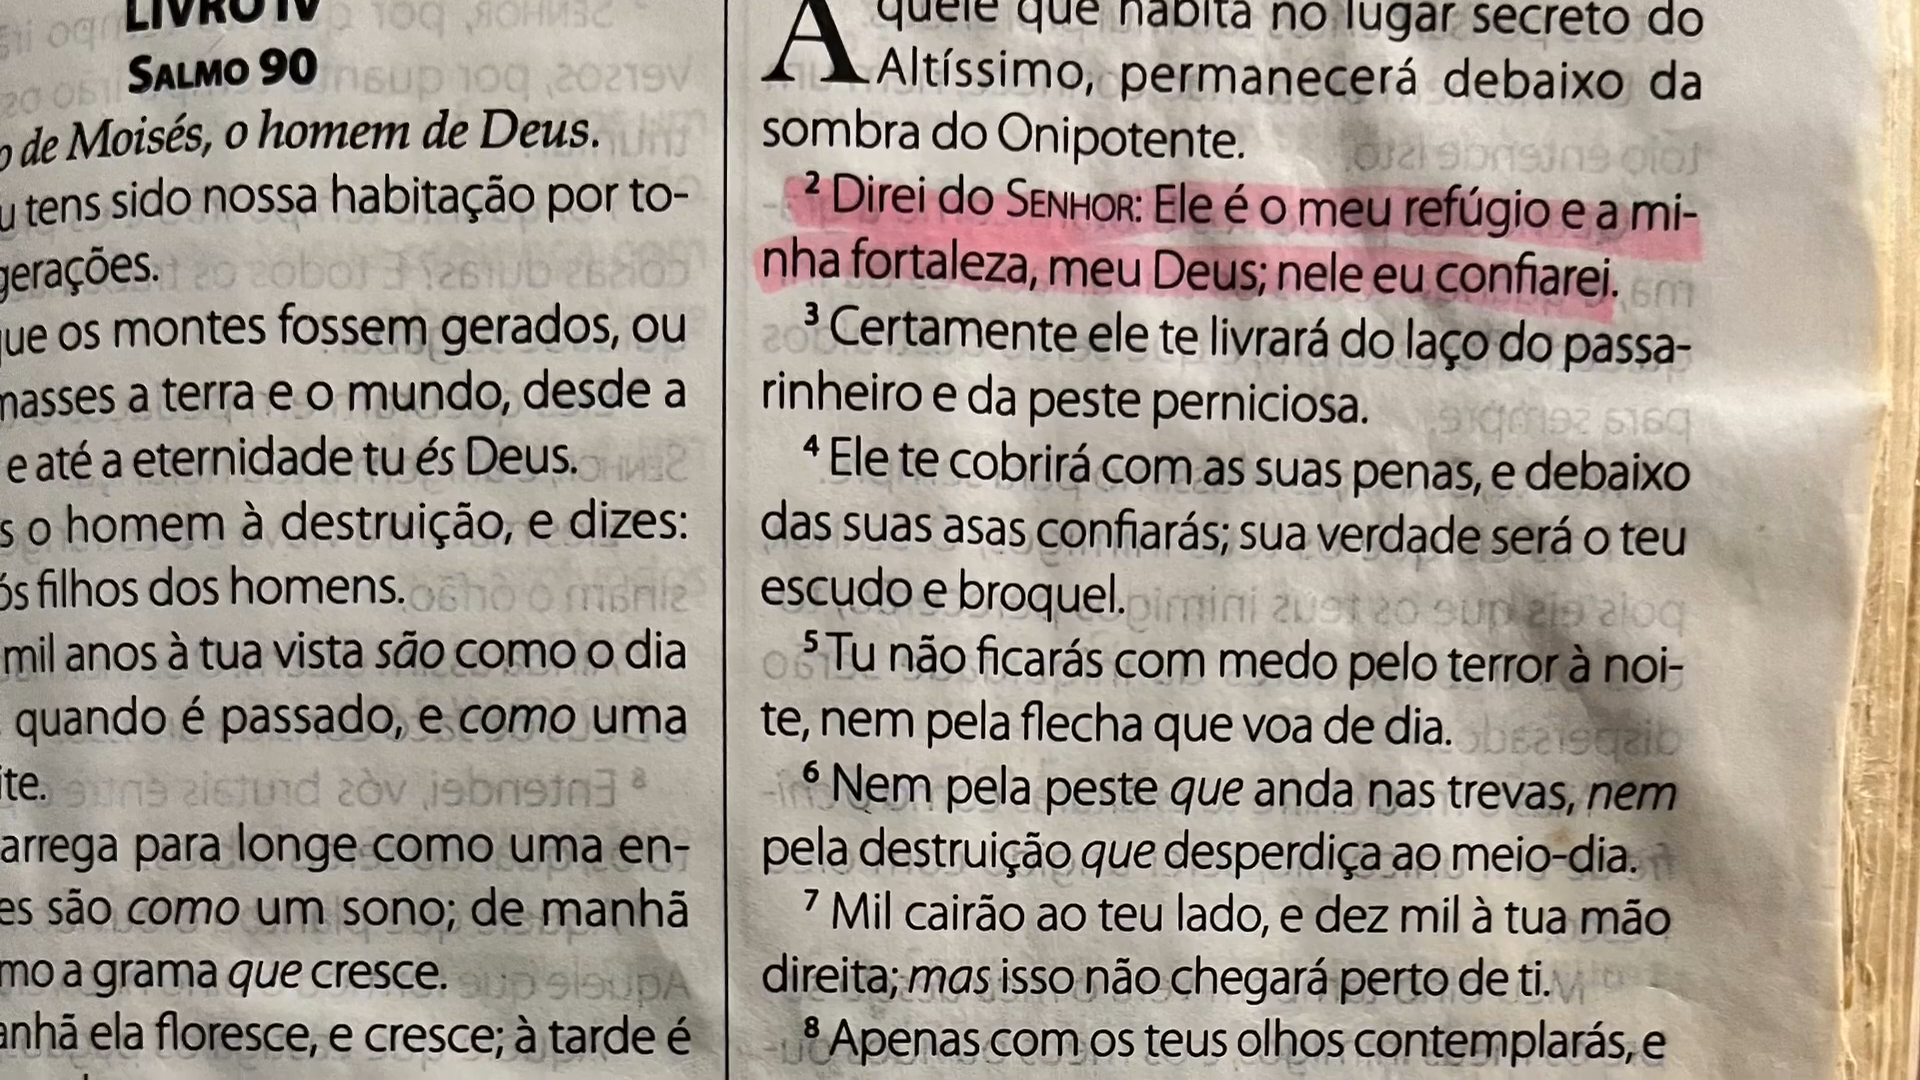 LIVRO IV
SALMO 90
de Moisés, o homem de Deus.
tens sido nossa habitação por to-
gerações.
que os montes fossem gerados, ou
a terra e o mundo, desde a
e até a eternidade tu és Deus.
o homem à destruição, e dizes:
filhos dos homens.
mil anos à tua vista são como o dia
quando é passado, e como uma
arrega para longe como uma en-
são como um sono; de manhã
a grama que cresce.
ela floresce, e cresce; à tarde é
Aquele que habita no lugar secreto do
Altíssimo, permanecerá debaixo da
sombra do Onipotente.
2 Direi do SENHOR: Ele é o meu refúgio e a mi-
nha fortaleza, meu Deus; nele eu confiarei.
3 Certamente ele te livrará do laço do passa-
rinheiro e da peste perniciosa.
4 Ele te cobrirá com as suas penas, e debaixo
das suas asas confiarás; sua verdade será o teu
escudo e broquel.
5 Tu não ficarás com medo pelo terror à noi-
te, nem pela flecha que voa de dia.
6 Nem pela peste que anda nas trevas, nem
pela destruição que desperdiça ao meio-dia.
7 Mil cairão ao teu lado, e dez mil à tua mão
direita; mas isso não chegará perto de ti.
8 Apenas com os teus olhos contemplarás, e